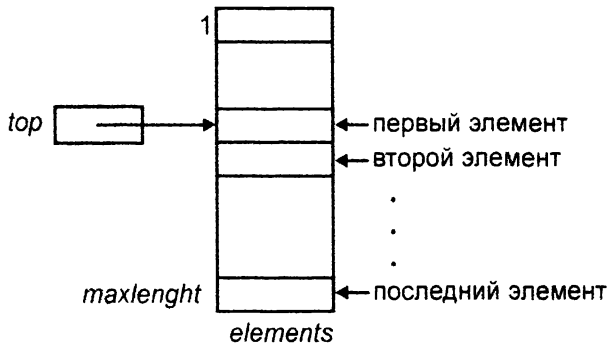 1
top
первый элемент
второй элемент
.
.
.
maxlenght
последний элемент
elements